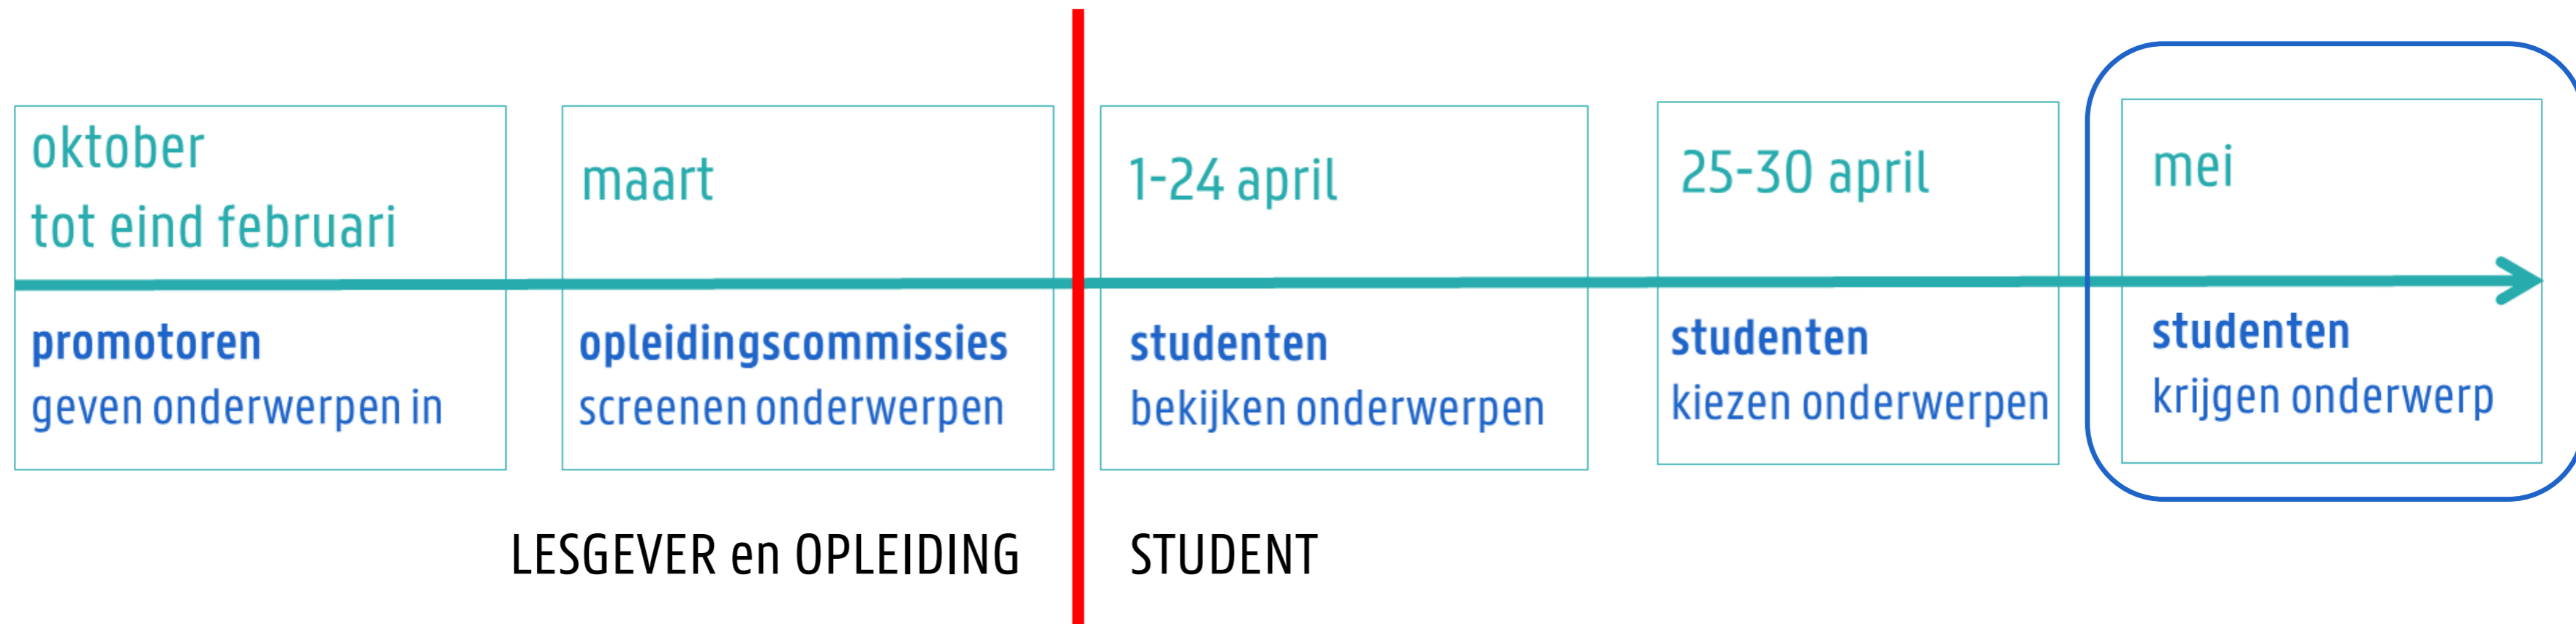 oktober
tot eind februari
promotoren
geven onderwerpen in
maart
opleidingscommissies
screenen onderwerpen
1-24 april
studenten
bekijken onderwerpen
25-30 april
studenten
kiezen onderwerpen
mei
studenten
krijgen onderwerp
LESGEVER en OPLEIDING
STUDENT